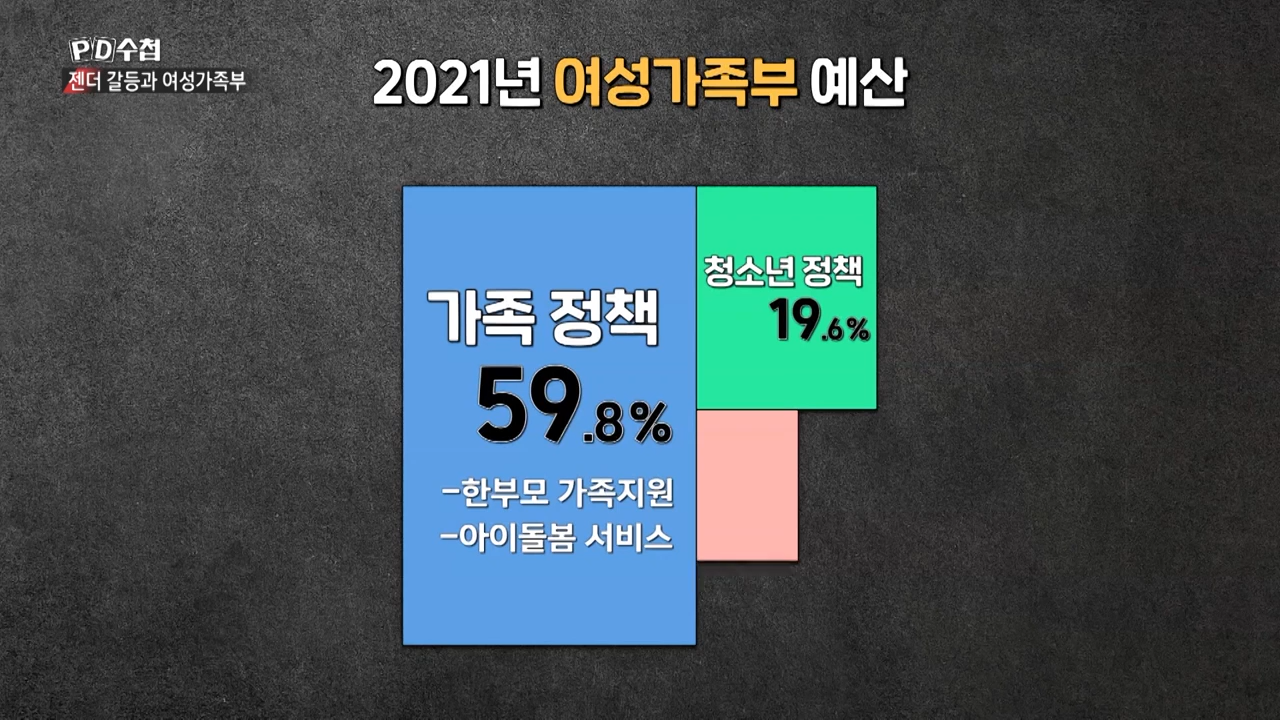 PD수첩
젠더 갈등과 여성가족부
2021년 여성가족부 예산
가족 정책
59.8%
-한부모 가족지원
-아이돌봄 서비스
청소년 정책
19.6%